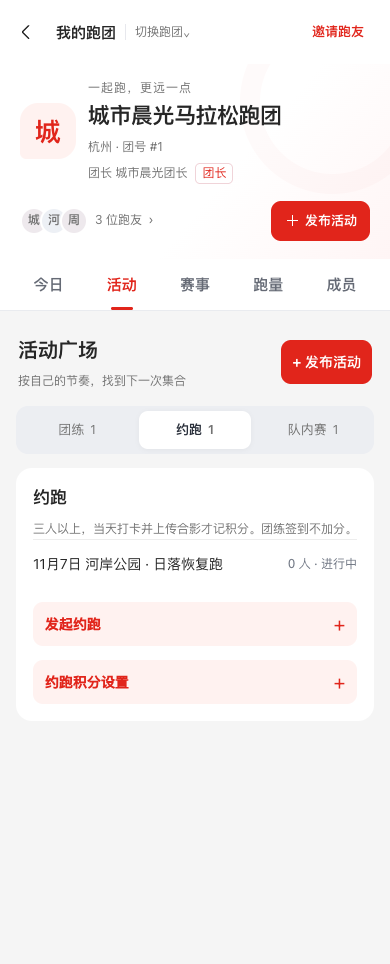 我的跑团 切换跑团 邀请跑友
一起跑，更远一点
城
城市晨光马拉松跑团
杭州 · 团号 #1
团长 城市晨光团长 团长
城 河 周 3 位跑友 ›
+ 发布活动
今日 活动 赛事 跑量 成员
活动广场
按自己的节奏，找到下一次集合
+ 发布活动
团练 1 约跑 1 队内赛 1
约跑
三人以上，当天打卡并上传合影才记积分。团练签到不加分。
11月7日 河岸公园 · 日落恢复跑 0 人 · 进行中
发起约跑 +
约跑积分设置 +